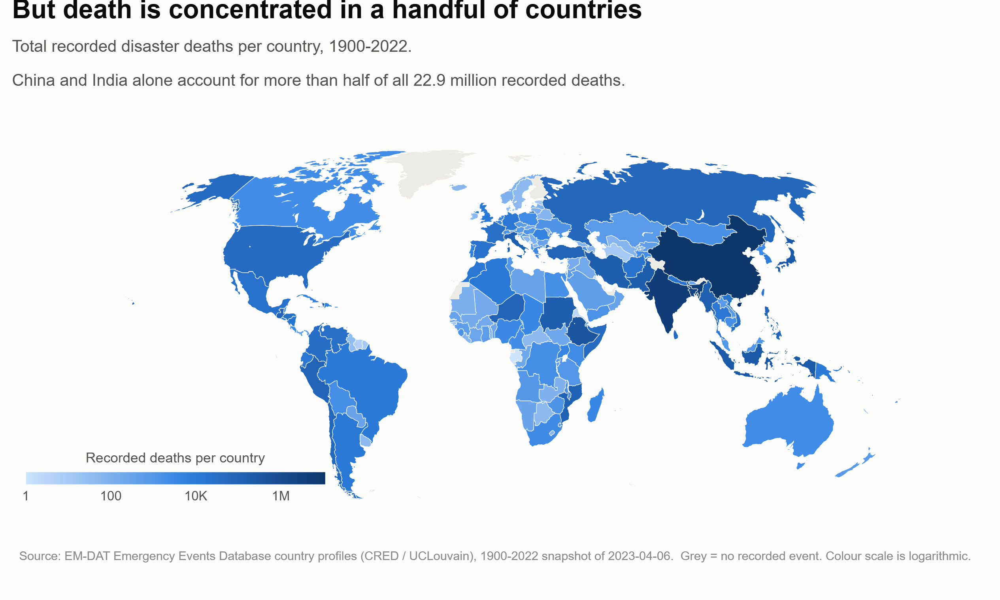 But death is concentrated in a handful of countries
Total recorded disaster deaths per country, 1900-2022.
China and India alone account for more than half of all 22.9 million recorded deaths.
Recorded deaths per country
1 100 10K 1M
Source: EM-DAT Emergency Events Database country profiles (CRED / UCLouvain), 1900-2022 snapshot of 2023-04-06.  Grey = no recorded event. Colour scale is logarithmic.